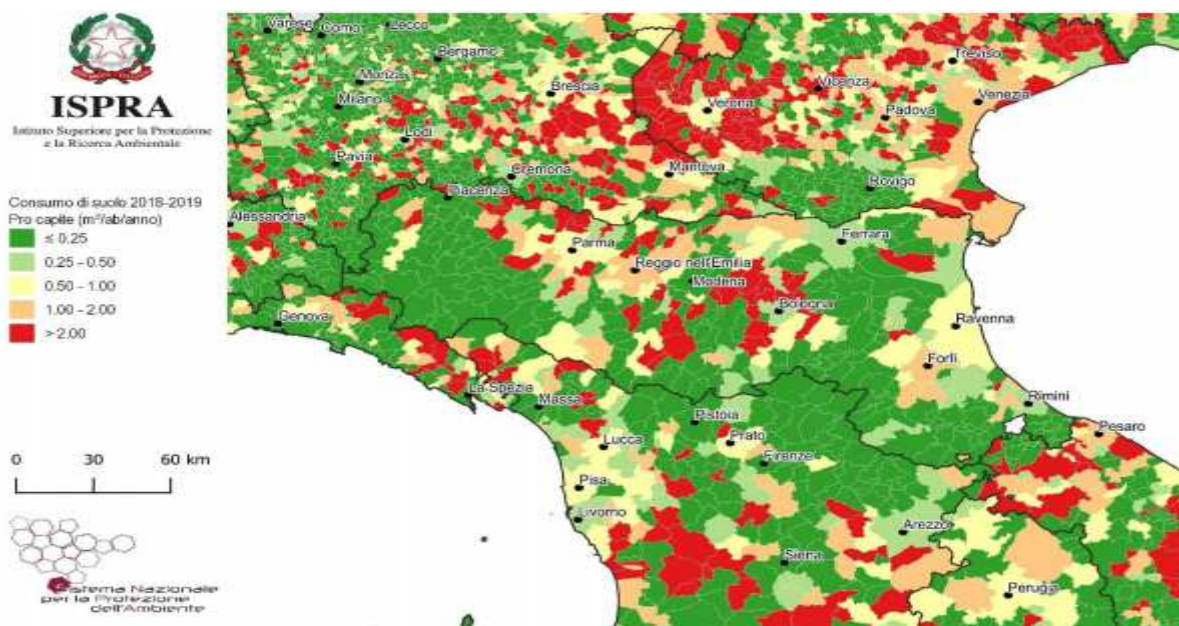 ISPRA
Istituto Superiore per la Protezione
e la Ricerca Ambientale
Consumo di suolo 2018-2019
Pro capite (m²/ab/anno)
≤ 0.25
0.25 - 0.50
0.50 - 1.00
1.00 - 2.00
>2.00
0 30 60 km
Sistema Nazionale
per la Protezione
dell'Ambiente
Varese
Como
Lecco
Bergamo
Monza
Milano
Brescia
Lodi
Pavia
Cremona
Piacenza
Alessandria
Treviso
Vicenza
Venezia
Verona
Padova
Mantova
Rovigo
Parma
Ferrara
Reggio nell'Emilia
Modena
Bologna
Genova
Ravenna
Forlì
La Spezia
Massa
Rimini
Pistoia
Pesaro
Lucca
Prato
Firenze
Pisa
Livorno
Arezzo
Siena
Perugia